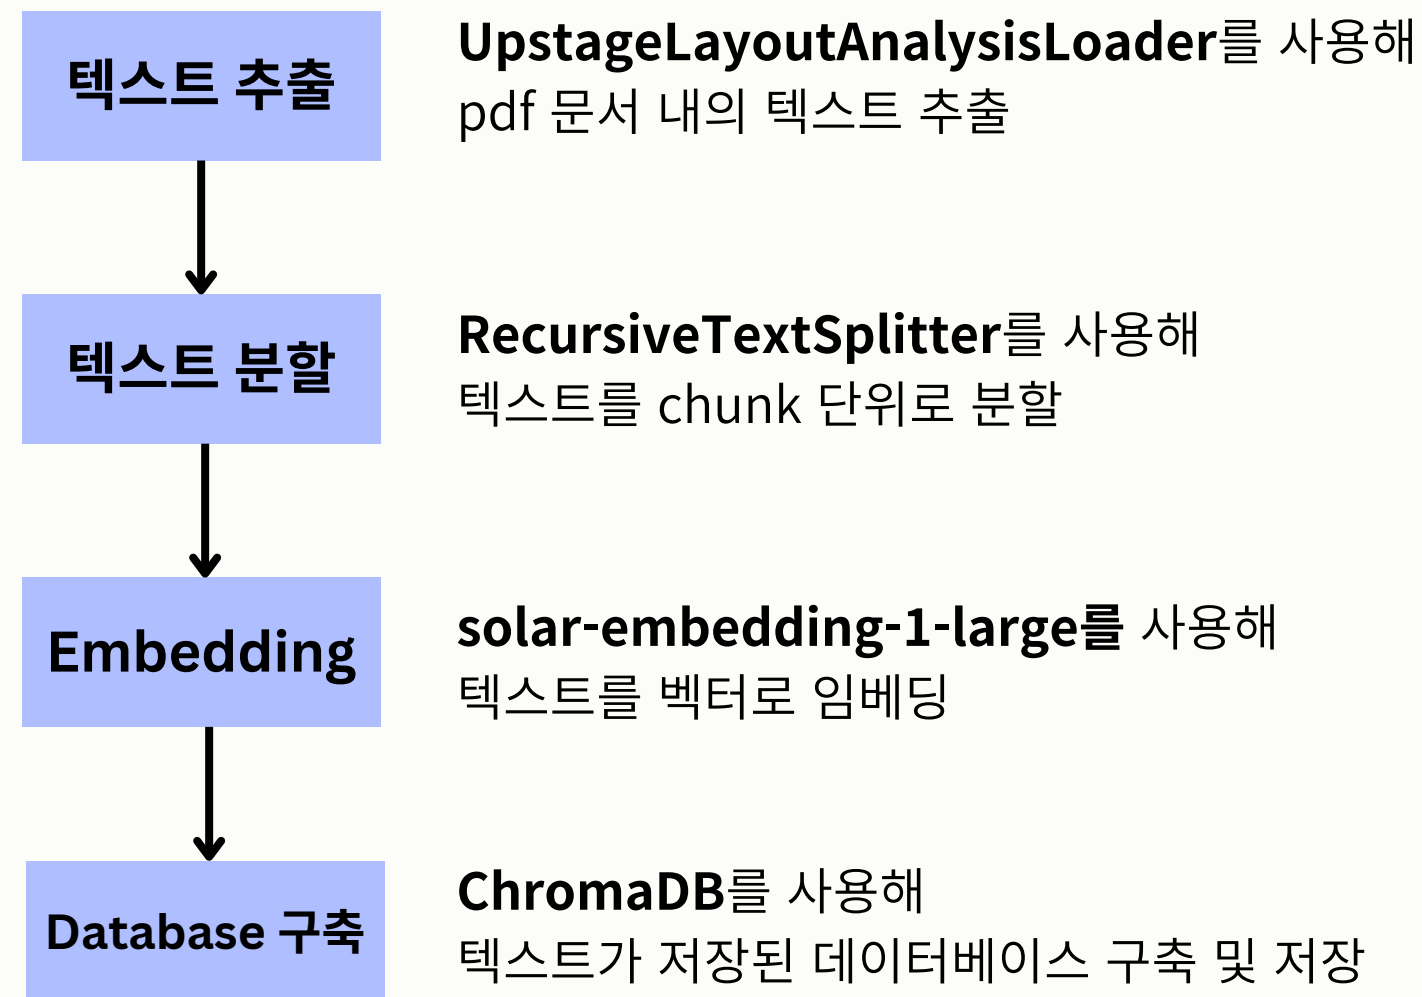 텍스트 추출
UpstageLayoutAnalysisLoader를 사용해
pdf 문서 내의 텍스트 추출
텍스트 분할
RecursiveTextSplitter를 사용해
텍스트를 chunk 단위로 분할
Embedding
solar-embedding-1-large를 사용해
텍스트를 벡터로 임베딩
Database 구축
ChromaDB를 사용해
텍스트가 저장된 데이터베이스 구축 및 저장